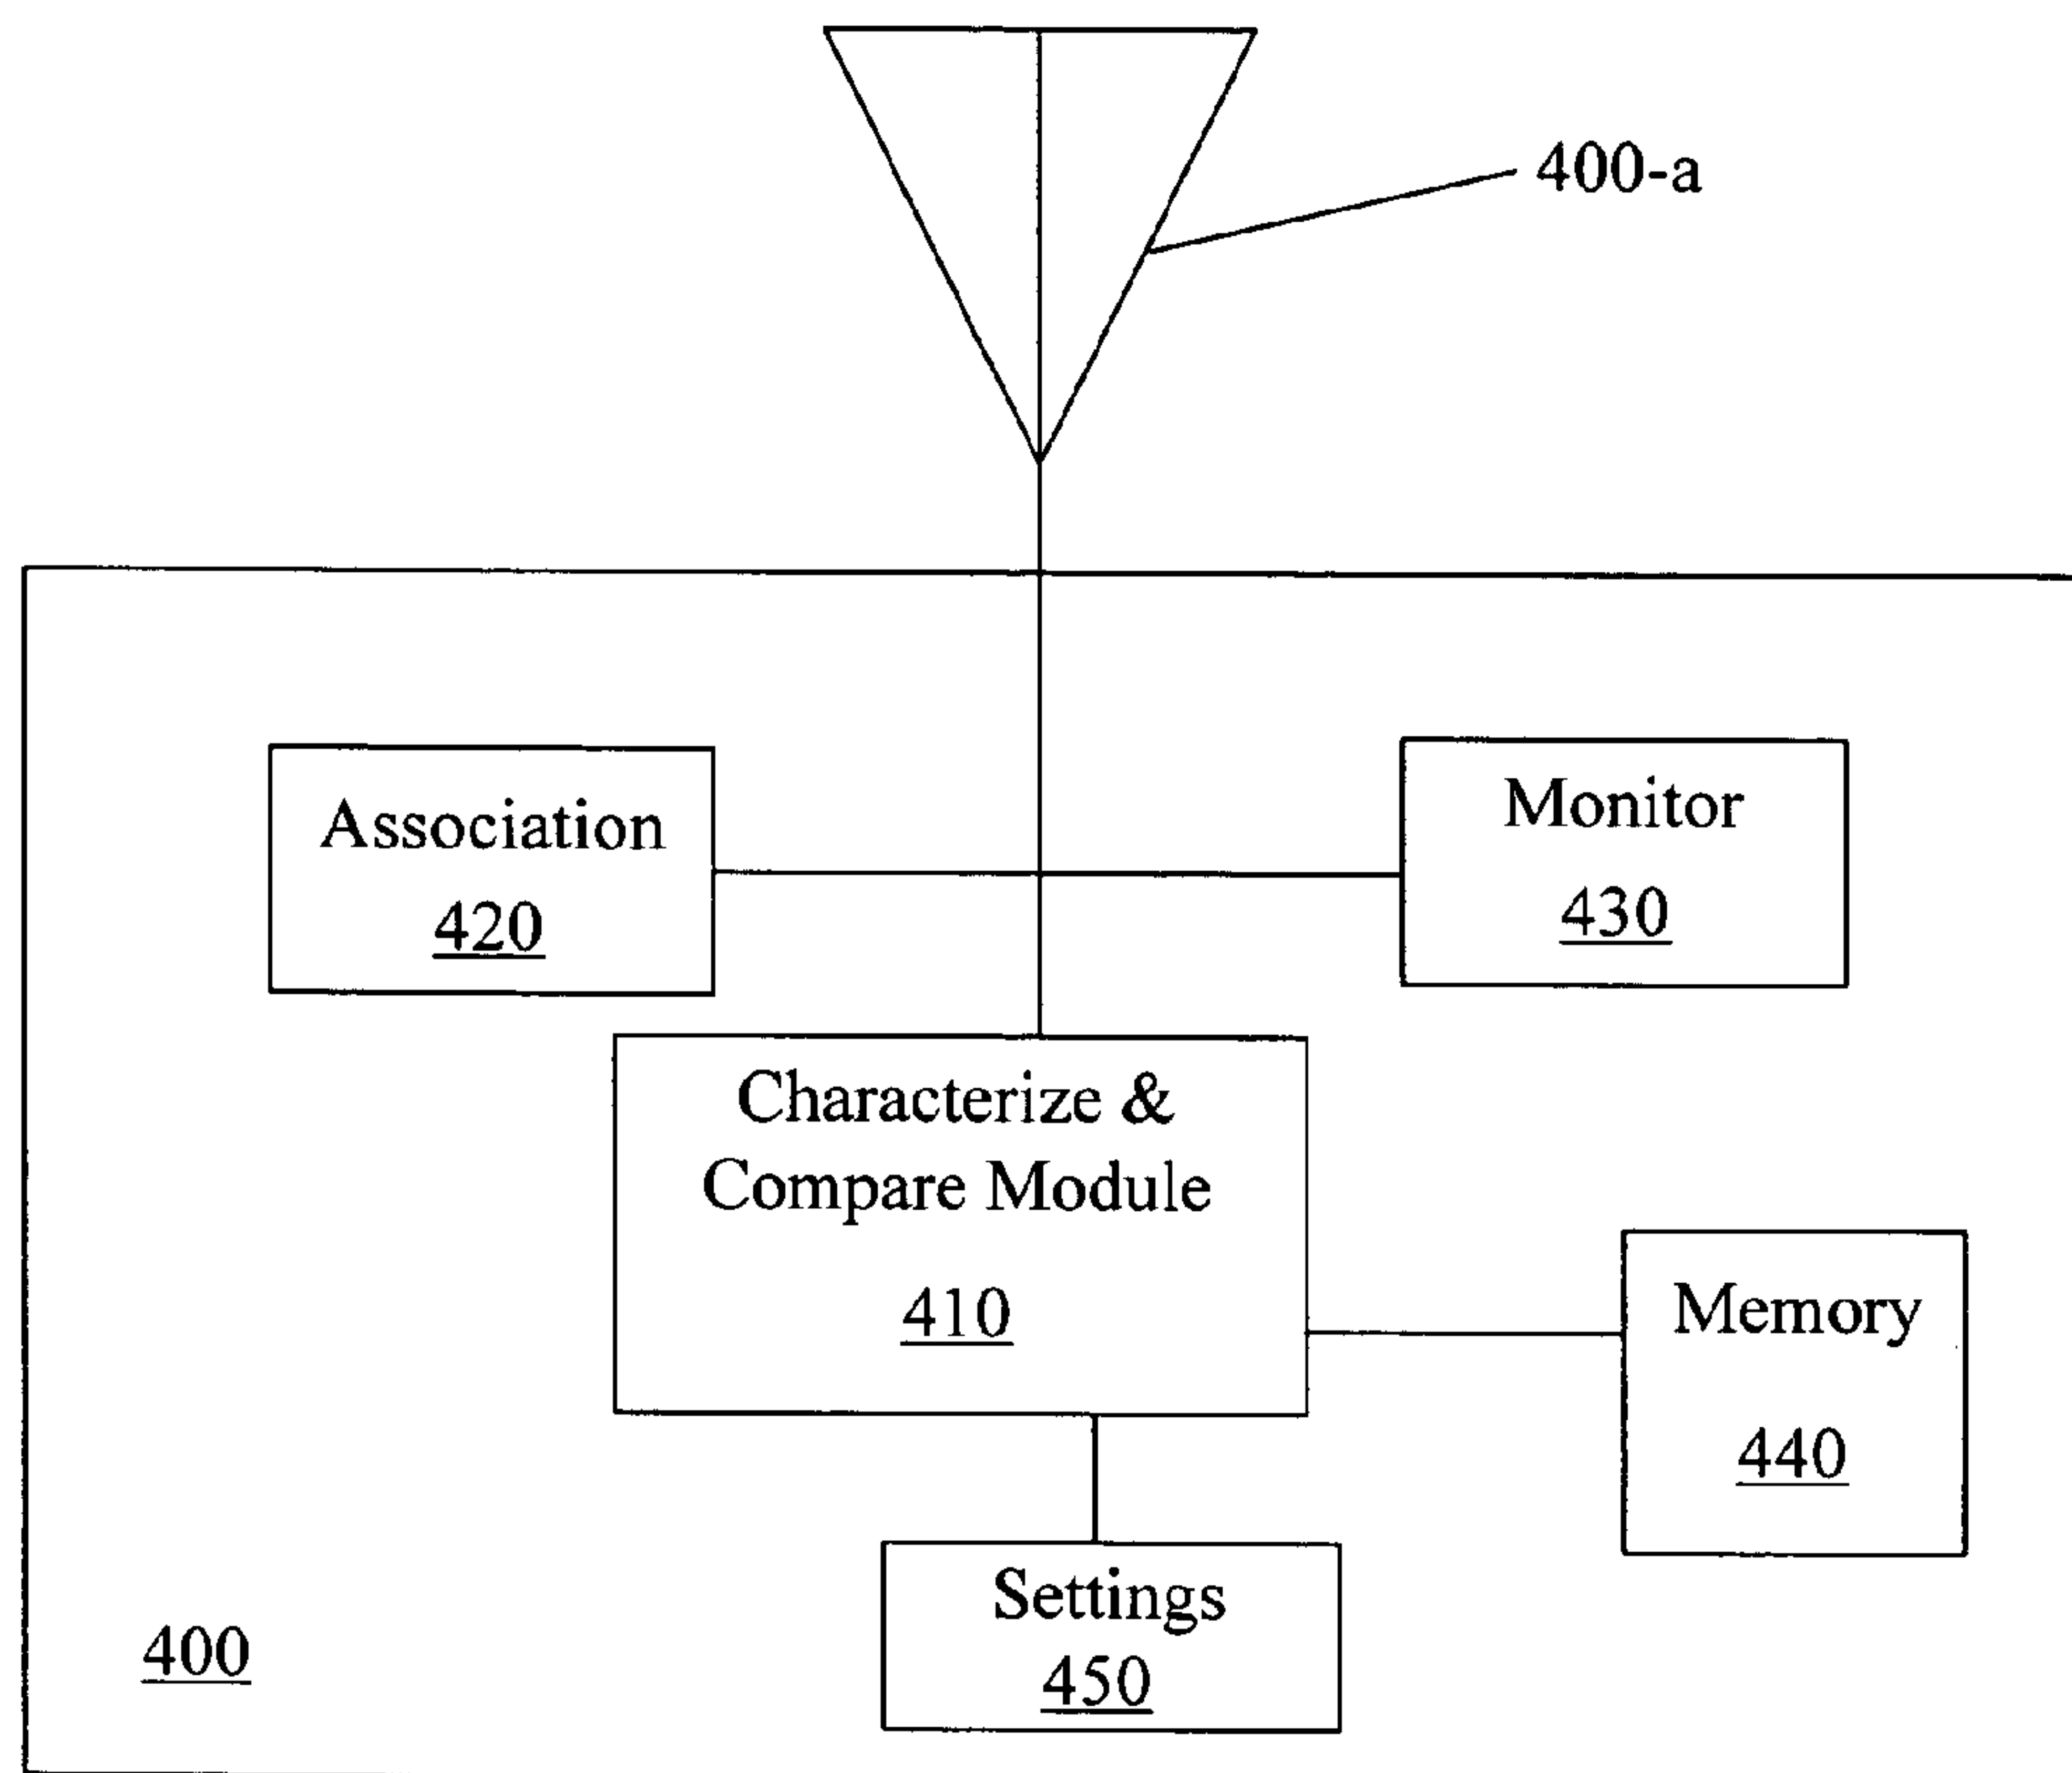 400-a
Association
420
Monitor
430
Characterize &
Compare Module
410
Memory
440
Settings
450
400